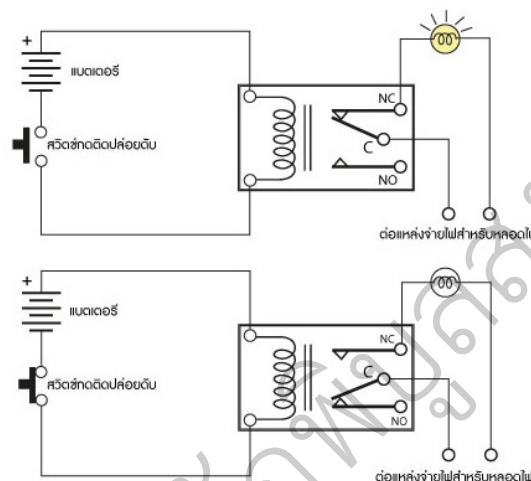 +
แบตเตอรี่
สวิตช์กดติดปล่อยดับ
NC
C
NO
ต่อแหล่งจ่ายไฟสำหรับหลอดไ
+
แบตเตอรี่
สวิตช์กดติดปล่อยดับ
NC
C
NO
ต่อแหล่งจ่ายไฟสำหรับหลอดไฟ